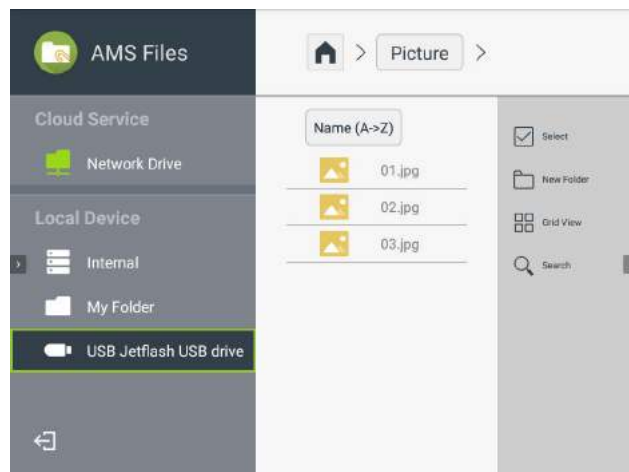 AMS Files
> Picture >
Cloud Service
Network Drive
Local Device
Internal
My Folder
USB Jetflash USB drive
Name (A->Z)
01.jpg
02.jpg
03.jpg
Select
New Folder
Grid View
Search